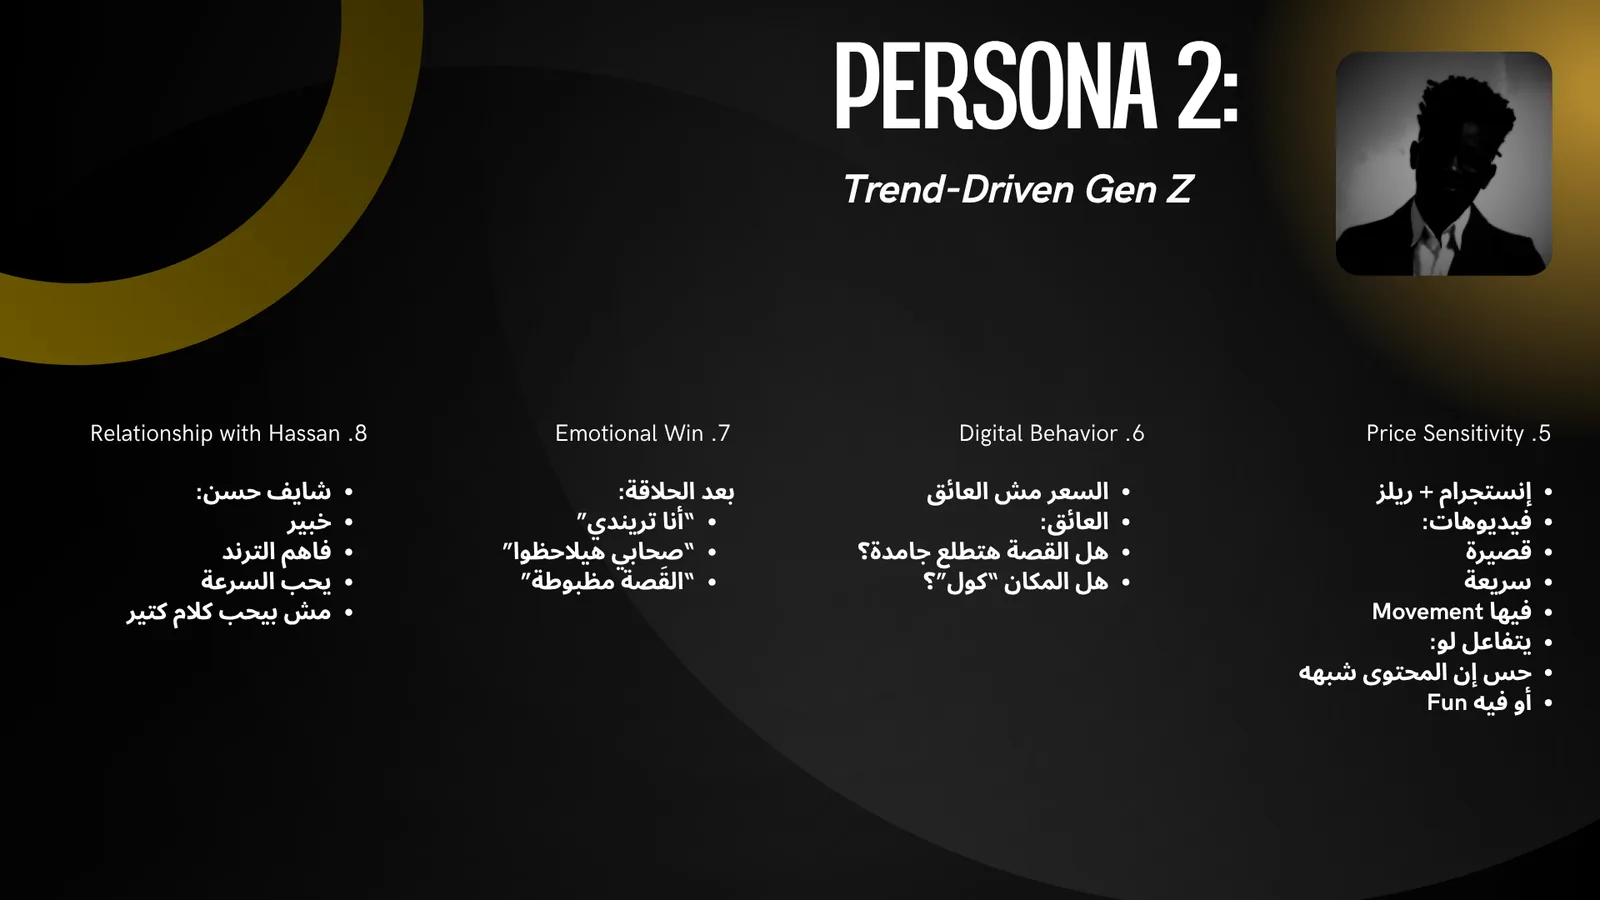 PERSONA 2:
Trend-Driven Gen Z
5. Price Sensitivity
• إنستجرام + ريلز
• فيديوهات:
• قصيرة
• سريعة
• فيها Movement
• يتفاعل لو:
• حس إن المحتوى شبهه
• أو فيه Fun
6. Digital Behavior
• السعر مش العائق
• العائق:
• هل القصة هتطلع جامدة؟
• هل المكان “كول”؟
7. Emotional Win
بعد الحلاقة:
• “أنا تريندي”
• “صحابي هيلاحظوا”
• “القَصة مظبوطة”
8. Relationship with Hassan
• شايف حسن:
• خبير
• فاهم الترند
• يحب السرعة
• مش بيحب كلام كتير